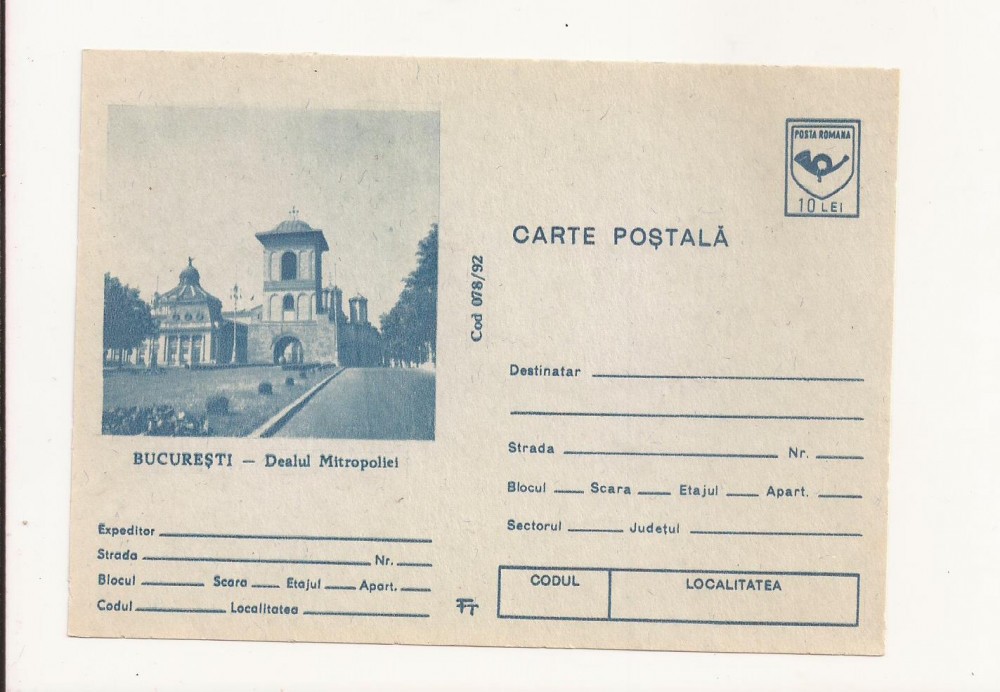 POSTA ROMANA
10 LEI
CARTE POȘTALĂ
Cod 078/92
BUCUREȘTI — Dealul Mitropoliei
Destinatar
Strada Nr.
Blocul Scara Etajul Apart.
Sectorul Județul
CODUL LOCALITATEA
Expeditor
Strada Nr.
Blocul Scara Etajul Apart.
Codul Localitatea